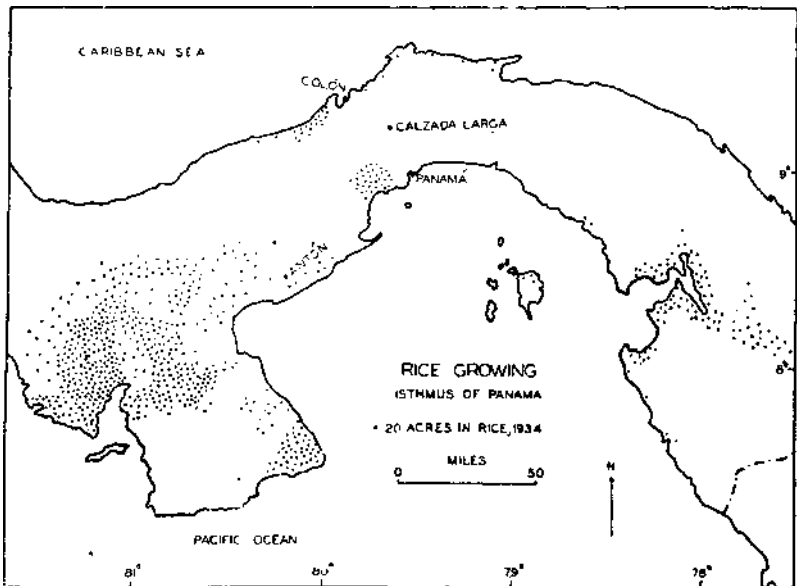 CARIBBEAN SEA
COLON
CALZADA LARGA
9°
PANAMA
ANTON
8°
RICE GROWING
ISTHMUS OF PANAMA
• 20 ACRES IN RICE, 1934
MILES
0 50
N
PACIFIC OCEAN
81° 80° 79° 78°